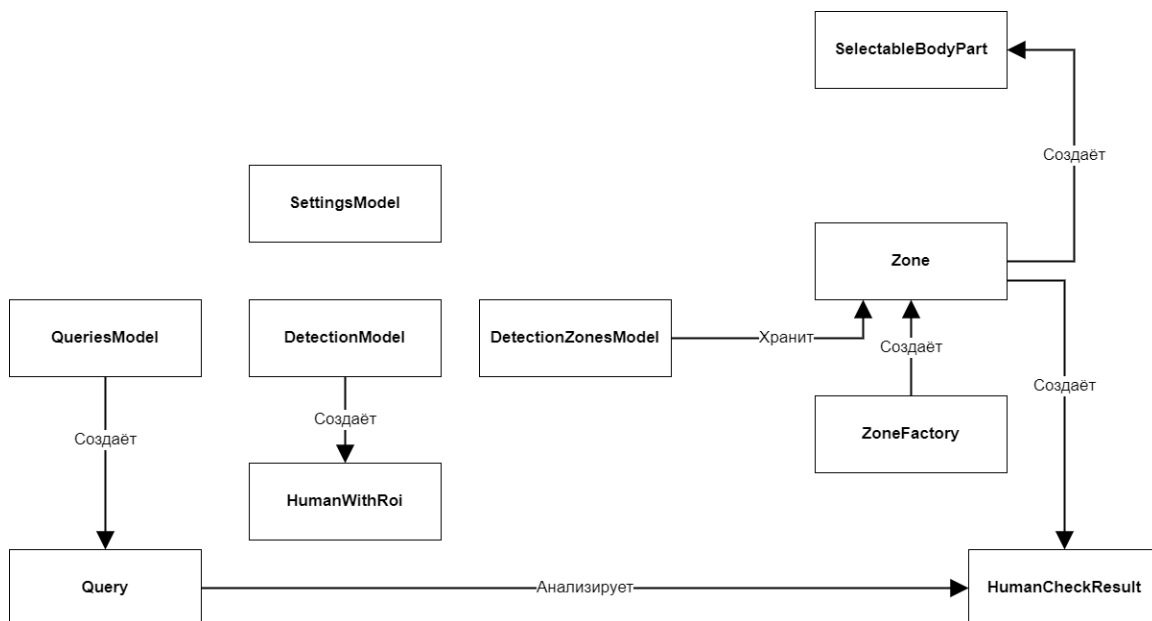 SelectableBodyPart
Создаёт
SettingsModel
Zone
QueriesModel
DetectionModel
DetectionZonesModel
Хранит
Создаёт
Создаёт
Создаёт
Создаёт
ZoneFactory
HumanWithRoi
Query
Анализирует
HumanCheckResult